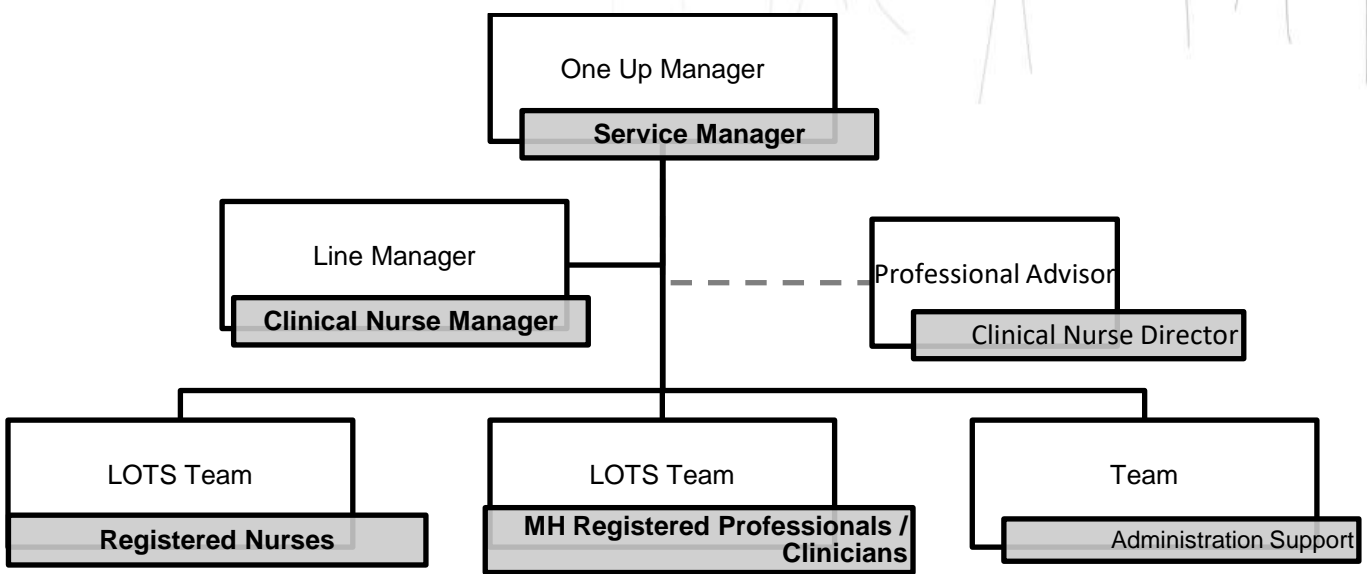 One Up Manager
Service Manager
Line Manager
Clinical Nurse Manager
Professional Advisor
Clinical Nurse Director
LOTS Team
Registered Nurses
LOTS Team
MH Registered Professionals /
Clinicians
Team
Administration Support